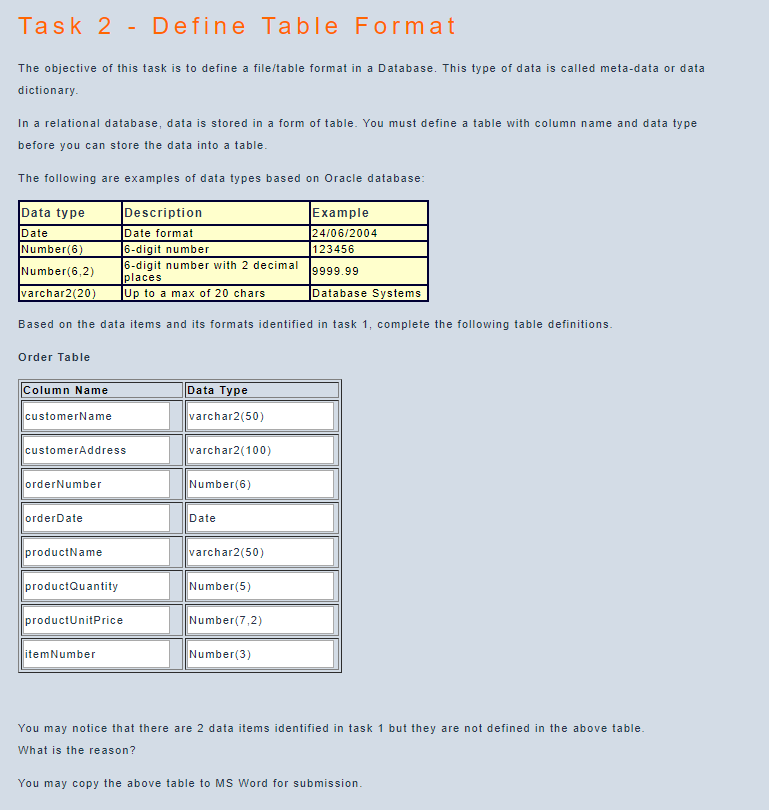 Task 2 - Define Table Format
The objective of this task is to define a file/table format in a Database. This type of data is called meta-data or data
dictionary.
In a relational database, data is stored in a form of table. You must define a table with column name and data type
before you can store the data into a table.
The following are examples of data types based on Oracle database:
Data type Description Example
Date Date format 24/06/2004
Number(6) 6-digit number 123456
Number(6,2) 6-digit number with 2 decimal places 9999.99
varchar2(20) Up to a max of 20 chars Database Systems
Based on the data items and its formats identified in task 1, complete the following table definitions.
Order Table
Column Name Data Type
customerName varchar2(50)
customerAddress varchar2(100)
orderNumber Number(6)
orderDate Date
productName varchar2(50)
productQuantity Number(5)
productUnitPrice Number(7,2)
itemNumber Number(3)
You may notice that there are 2 data items identified in task 1 but they are not defined in the above table.
What is the reason?
You may copy the above table to MS Word for submission.